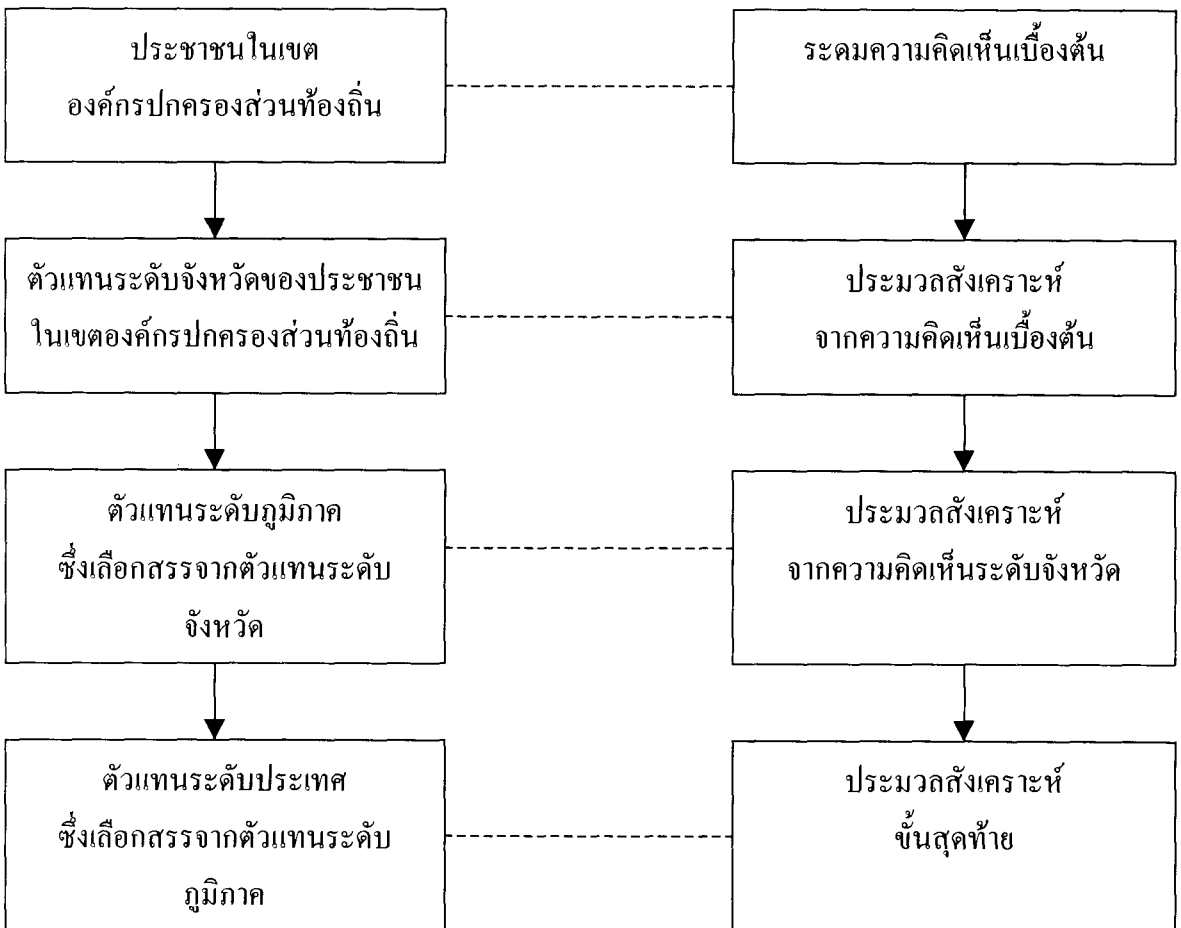 ประชาชนในเขต
องค์กรปกครองส่วนท้องถิ่น
ระดมความคิดเห็นเบื้องต้น
ตัวแทนระดับจังหวัดของประชาชน
ในเขตองค์กรปกครองส่วนท้องถิ่น
ประมวลสังเคราะห์
จากความคิดเห็นเบื้องต้น
ตัวแทนระดับภูมิภาค
ซึ่งเลือกสรรจากตัวแทนระดับ
จังหวัด
ประมวลสังเคราะห์
จากความคิดเห็นระดับจังหวัด
ตัวแทนระดับประเทศ
ซึ่งเลือกสรรจากตัวแทนระดับ
ภูมิภาค
ประมวลสังเคราะห์
ขั้นสุดท้าย